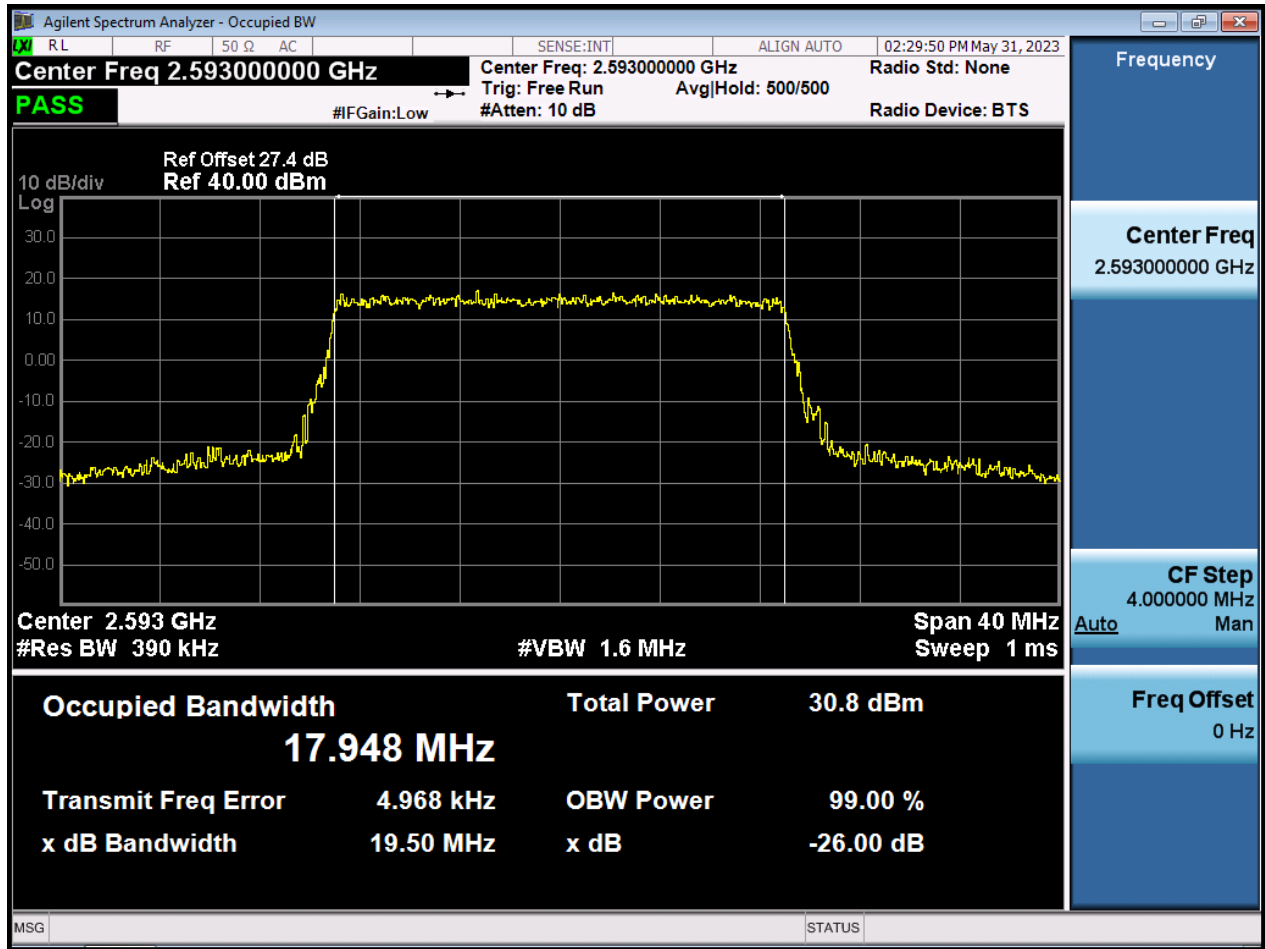 Agilent Spectrum Analyzer - Occupied BW
LXI RL RF 50 Ω AC SENSE:INT ALIGN AUTO 02:29:50 PM May 31, 2023
Center Freq 2.593000000 GHz
Center Freq: 2.593000000 GHz Radio Std: None
Trig: Free Run Avg|Hold: 500/500
PASS
#IFGain:Low #Atten: 10 dB Radio Device: BTS
Ref Offset 27.4 dB
10 dB/div Ref 40.00 dBm
Log
30.0
20.0
10.0
0.00
-10.0
-20.0
-30.0
-40.0
-50.0
Center 2.593 GHz Span 40 MHz
#Res BW 390 kHz #VBW 1.6 MHz Sweep 1 ms
Occupied Bandwidth Total Power 30.8 dBm
17.948 MHz
Transmit Freq Error 4.968 kHz OBW Power 99.00 %
x dB Bandwidth 19.50 MHz x dB -26.00 dB
MSG STATUS
Frequency
Center Freq
2.593000000 GHz
CF Step
4.000000 MHz
Auto Man
Freq Offset
0 Hz